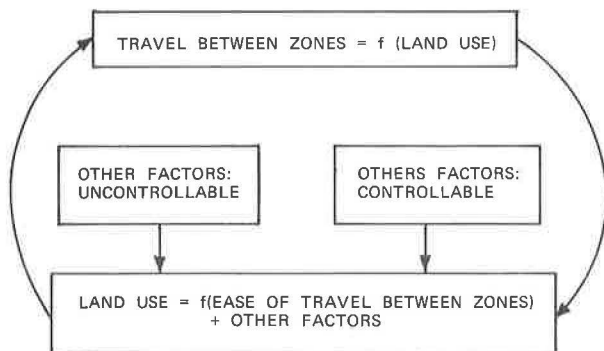 TRAVEL BETWEEN ZONES = f (LAND USE)
OTHER FACTORS:
UNCONTROLLABLE
OTHERS FACTORS:
CONTROLLABLE
LAND USE = f(EASE OF TRAVEL BETWEEN ZONES)
+ OTHER FACTORS